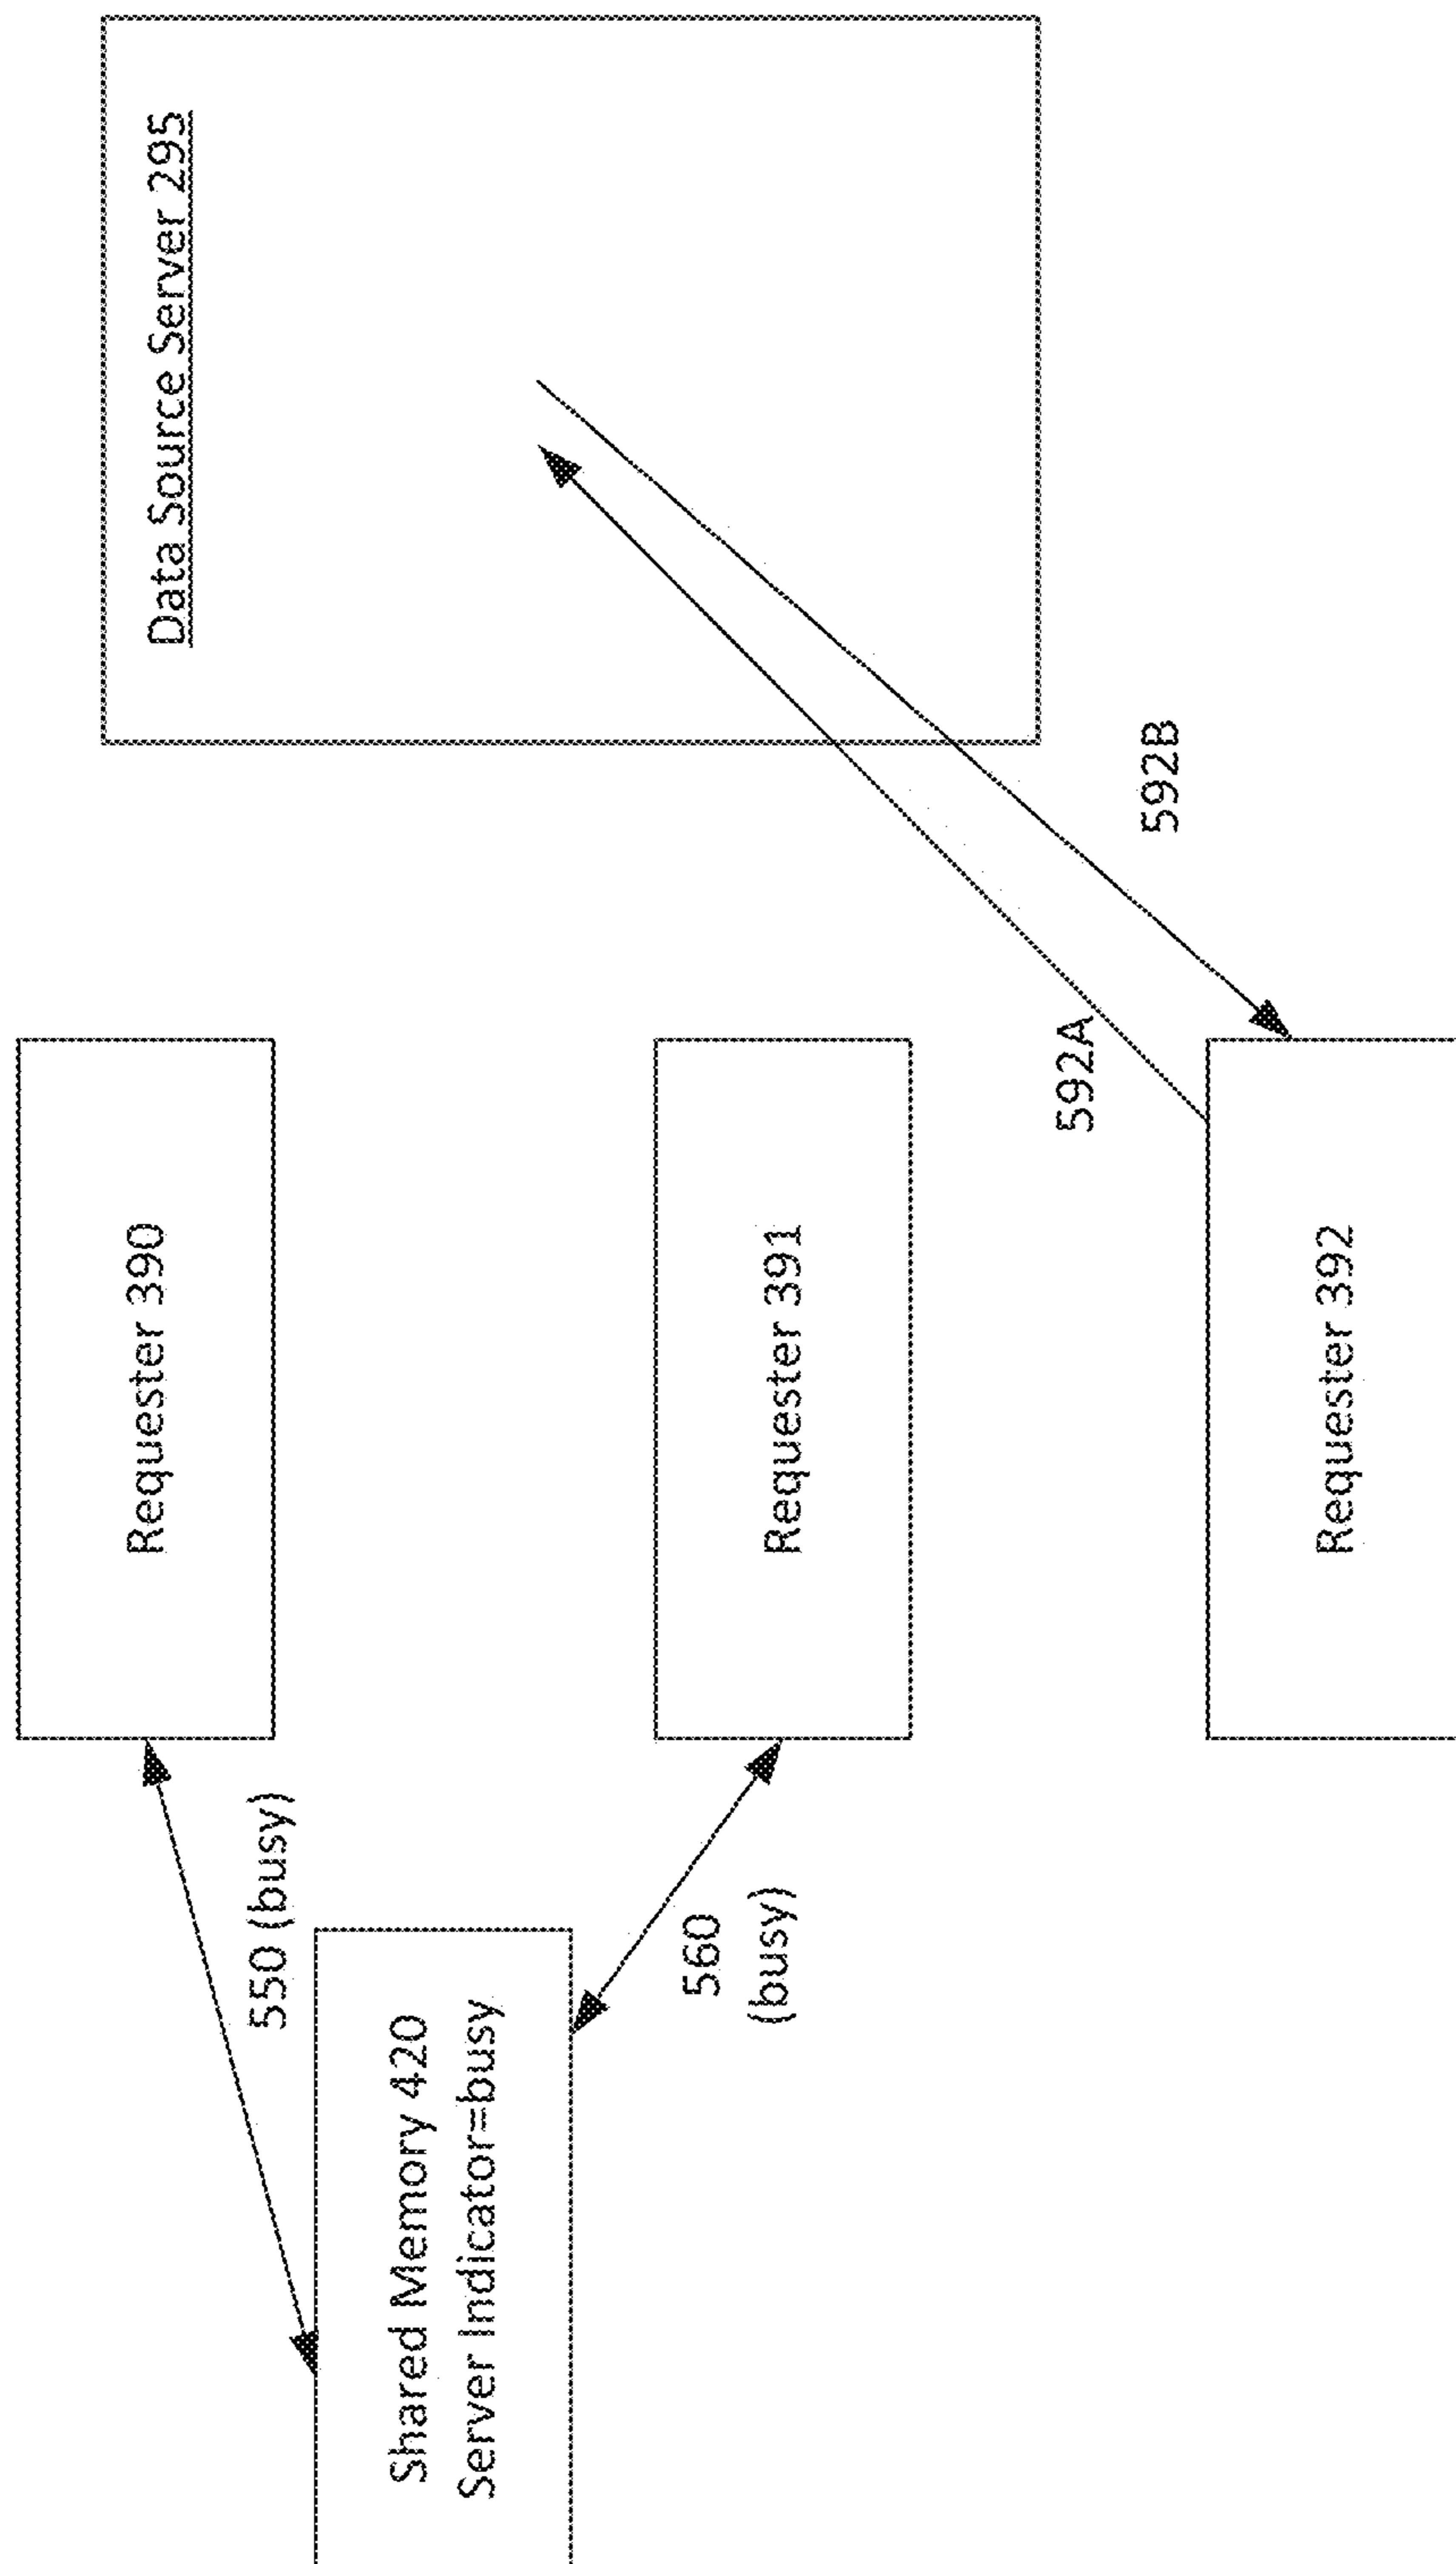 Data Source Server 295
Requester 390
550 (busy)
Shared Memory 420
Server Indicator=busy
Requester 391
560
(busy)
592A
592B
Requester 392